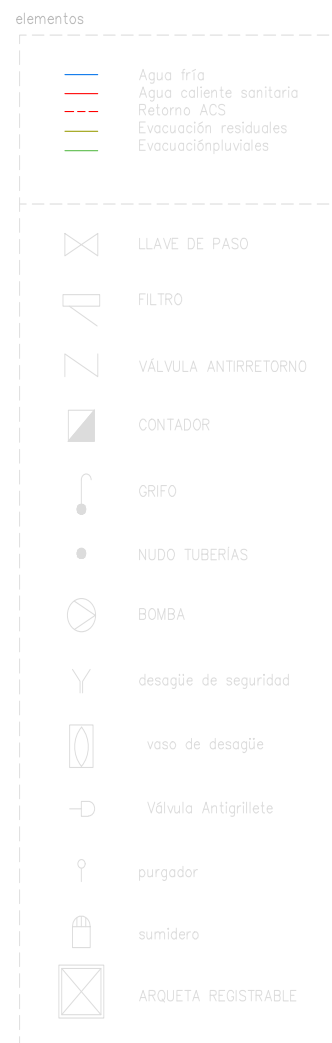 elementos
Agua fría
Agua caliente sanitaria
Retorno ACS
Evacuación residuales
Evacuaciónpluviales
LLAVE DE PASO
FILTRO
VÁLVULA ANTIRRETORNO
CONTADOR
GRIFO
NUDO TUBERÍAS
BOMBA
desagüe de seguridad
vaso de desagüe
Válvula Antigrillete
purgador
sumidero
ARQUETA REGISTRABLE